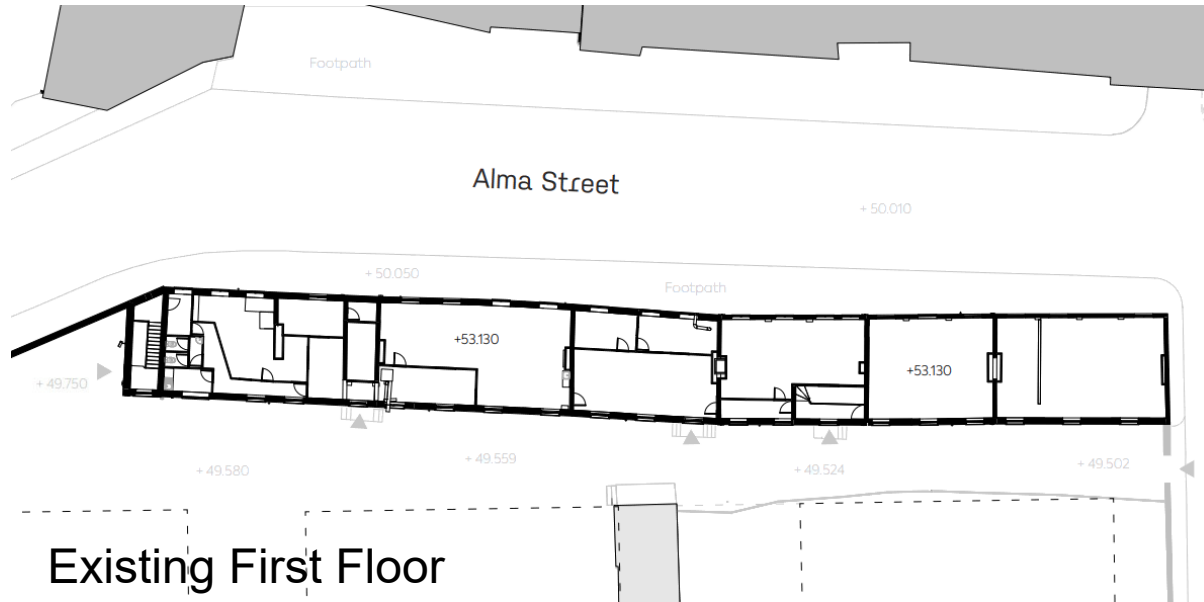 Footpath
Alma Street
+ 50.010
+ 50.050
Footpath
+53.130
+53.130
+ 49.750
+ 49.580
+ 49.559
+ 49.524
+ 49.502
Existing First Floor